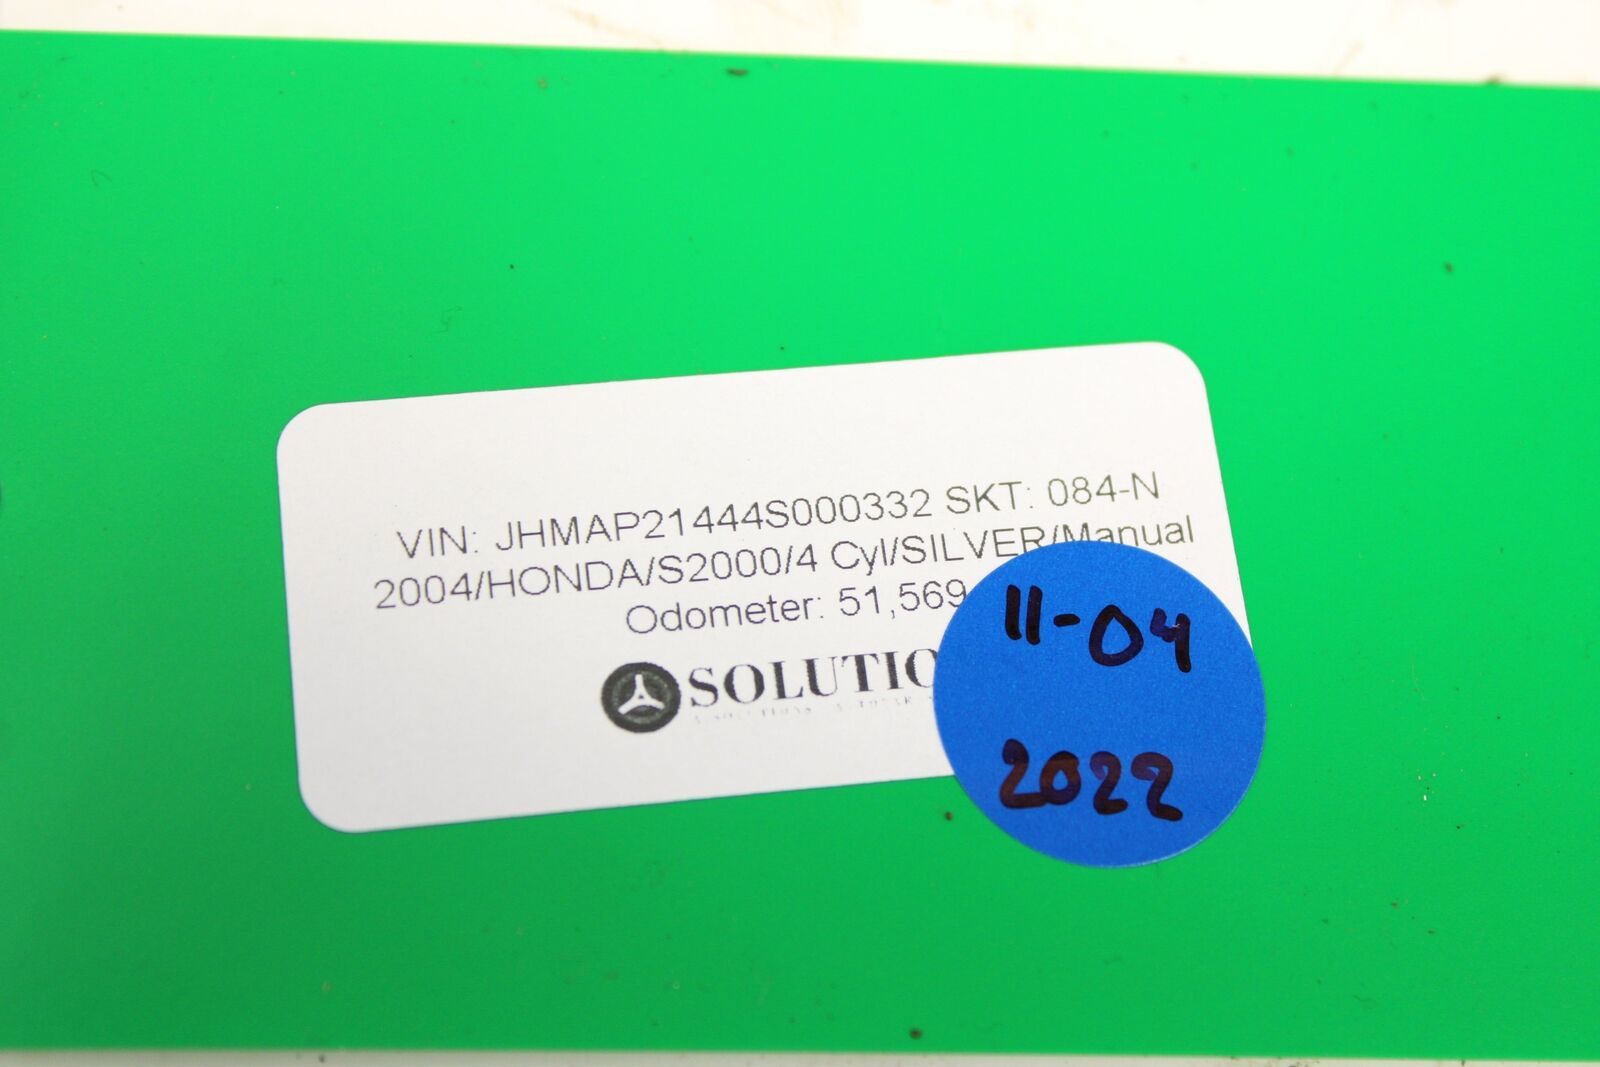 VIN: JHMAP21444S000332 SKT: 084-N
2004/HONDA/S2000/4 Cyl/SILVER/Manual
Odometer: 51,569
SOLUTIO
11-04
2022